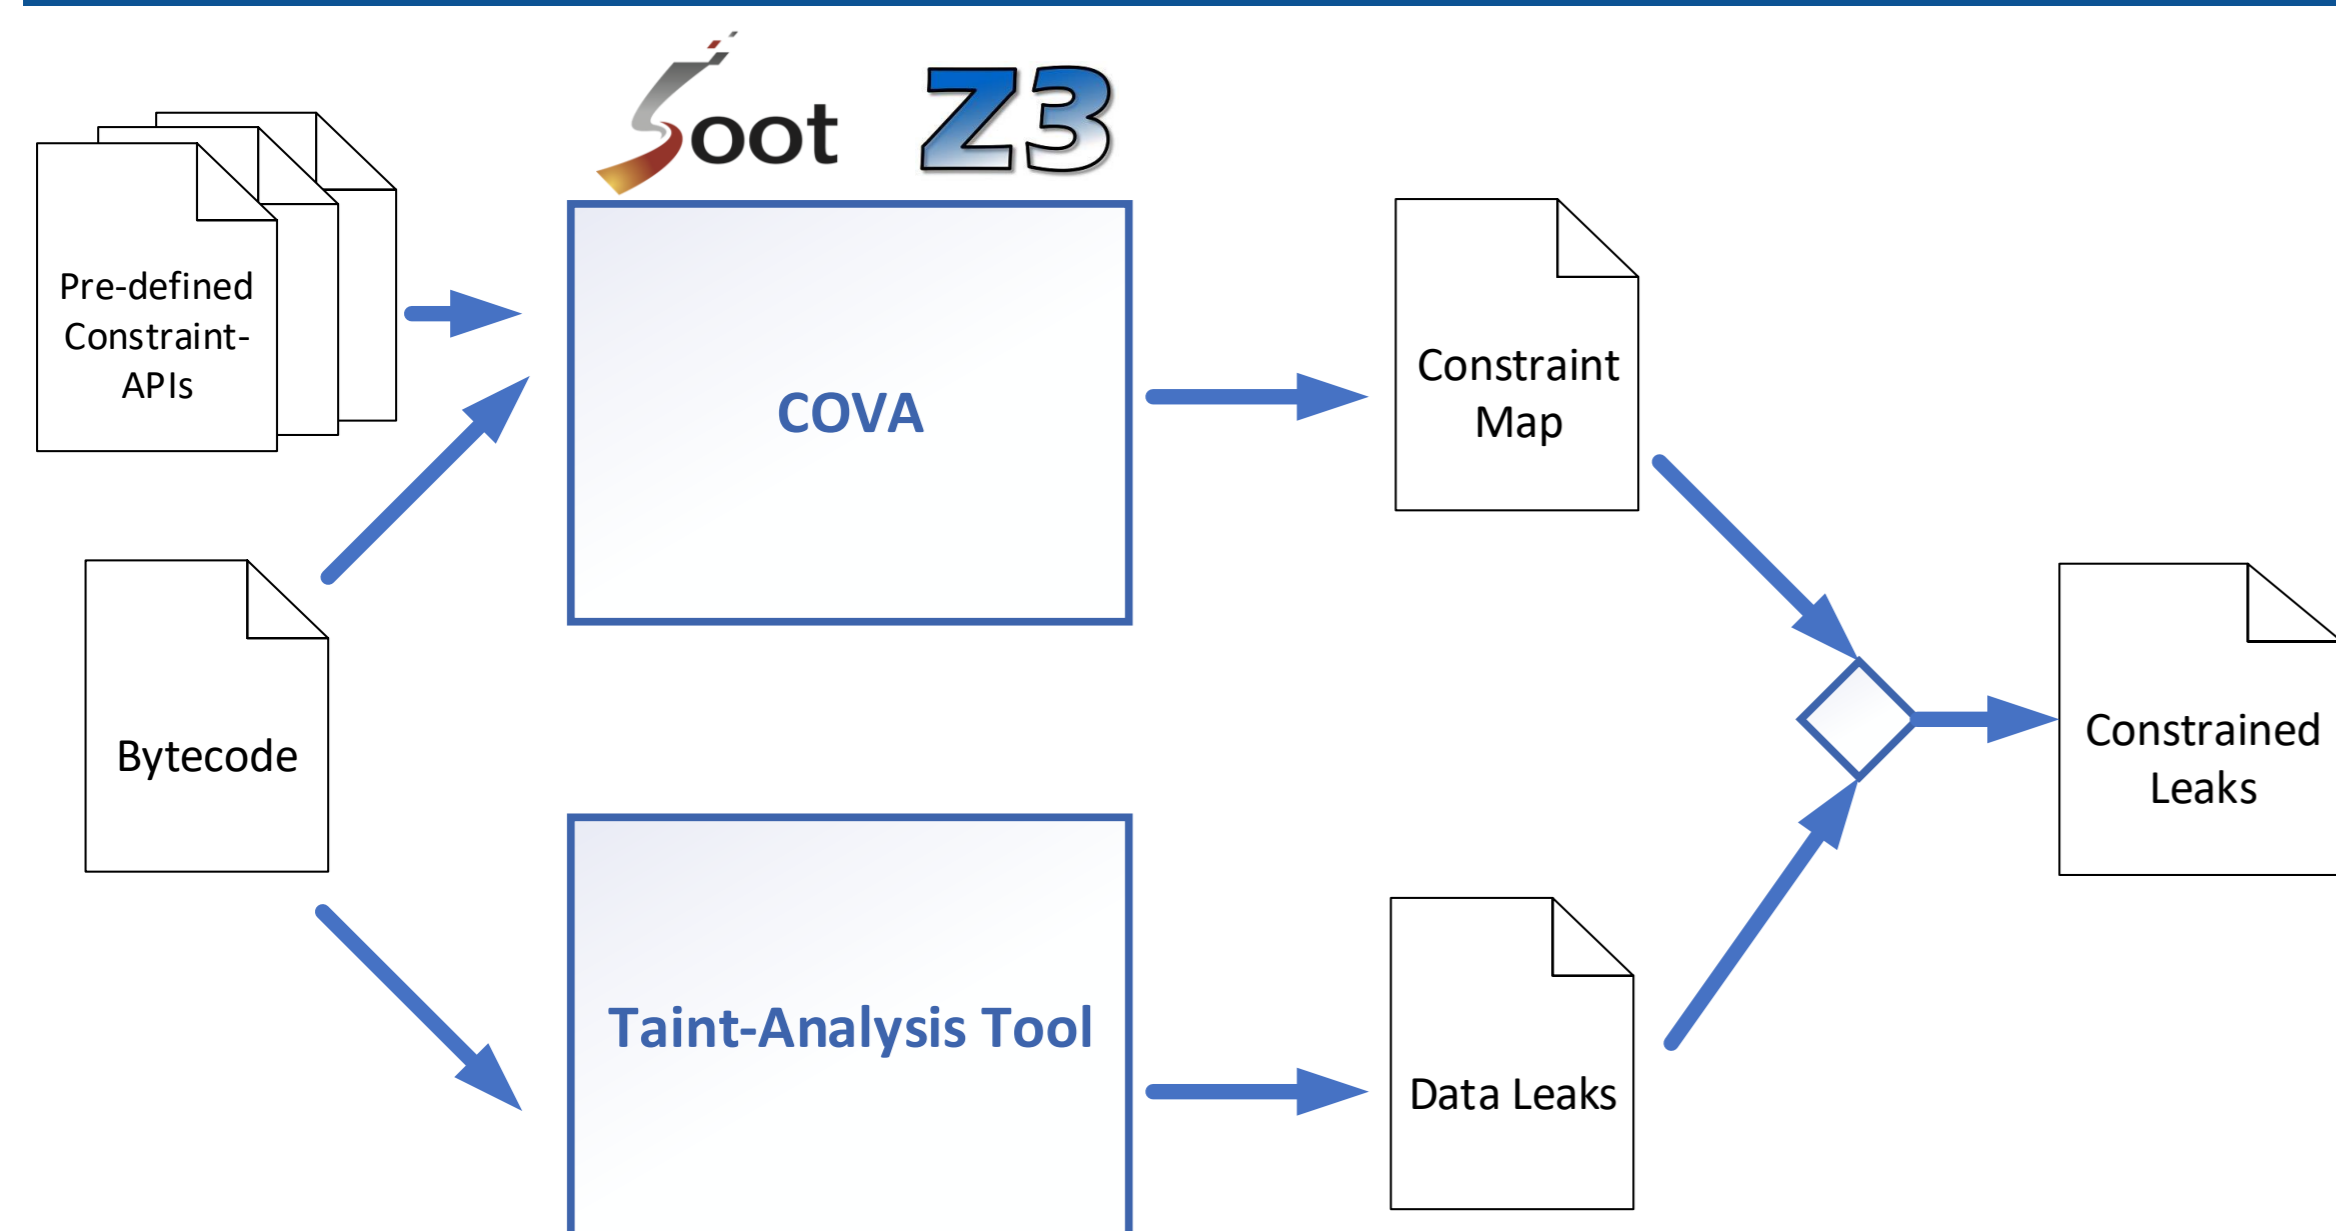 Soot
Z3
Pre-defined
Constraint-
APIs
COVA
Constraint
Map
Bytecode
Constrained
Leaks
Taint-Analysis Tool
Data Leaks